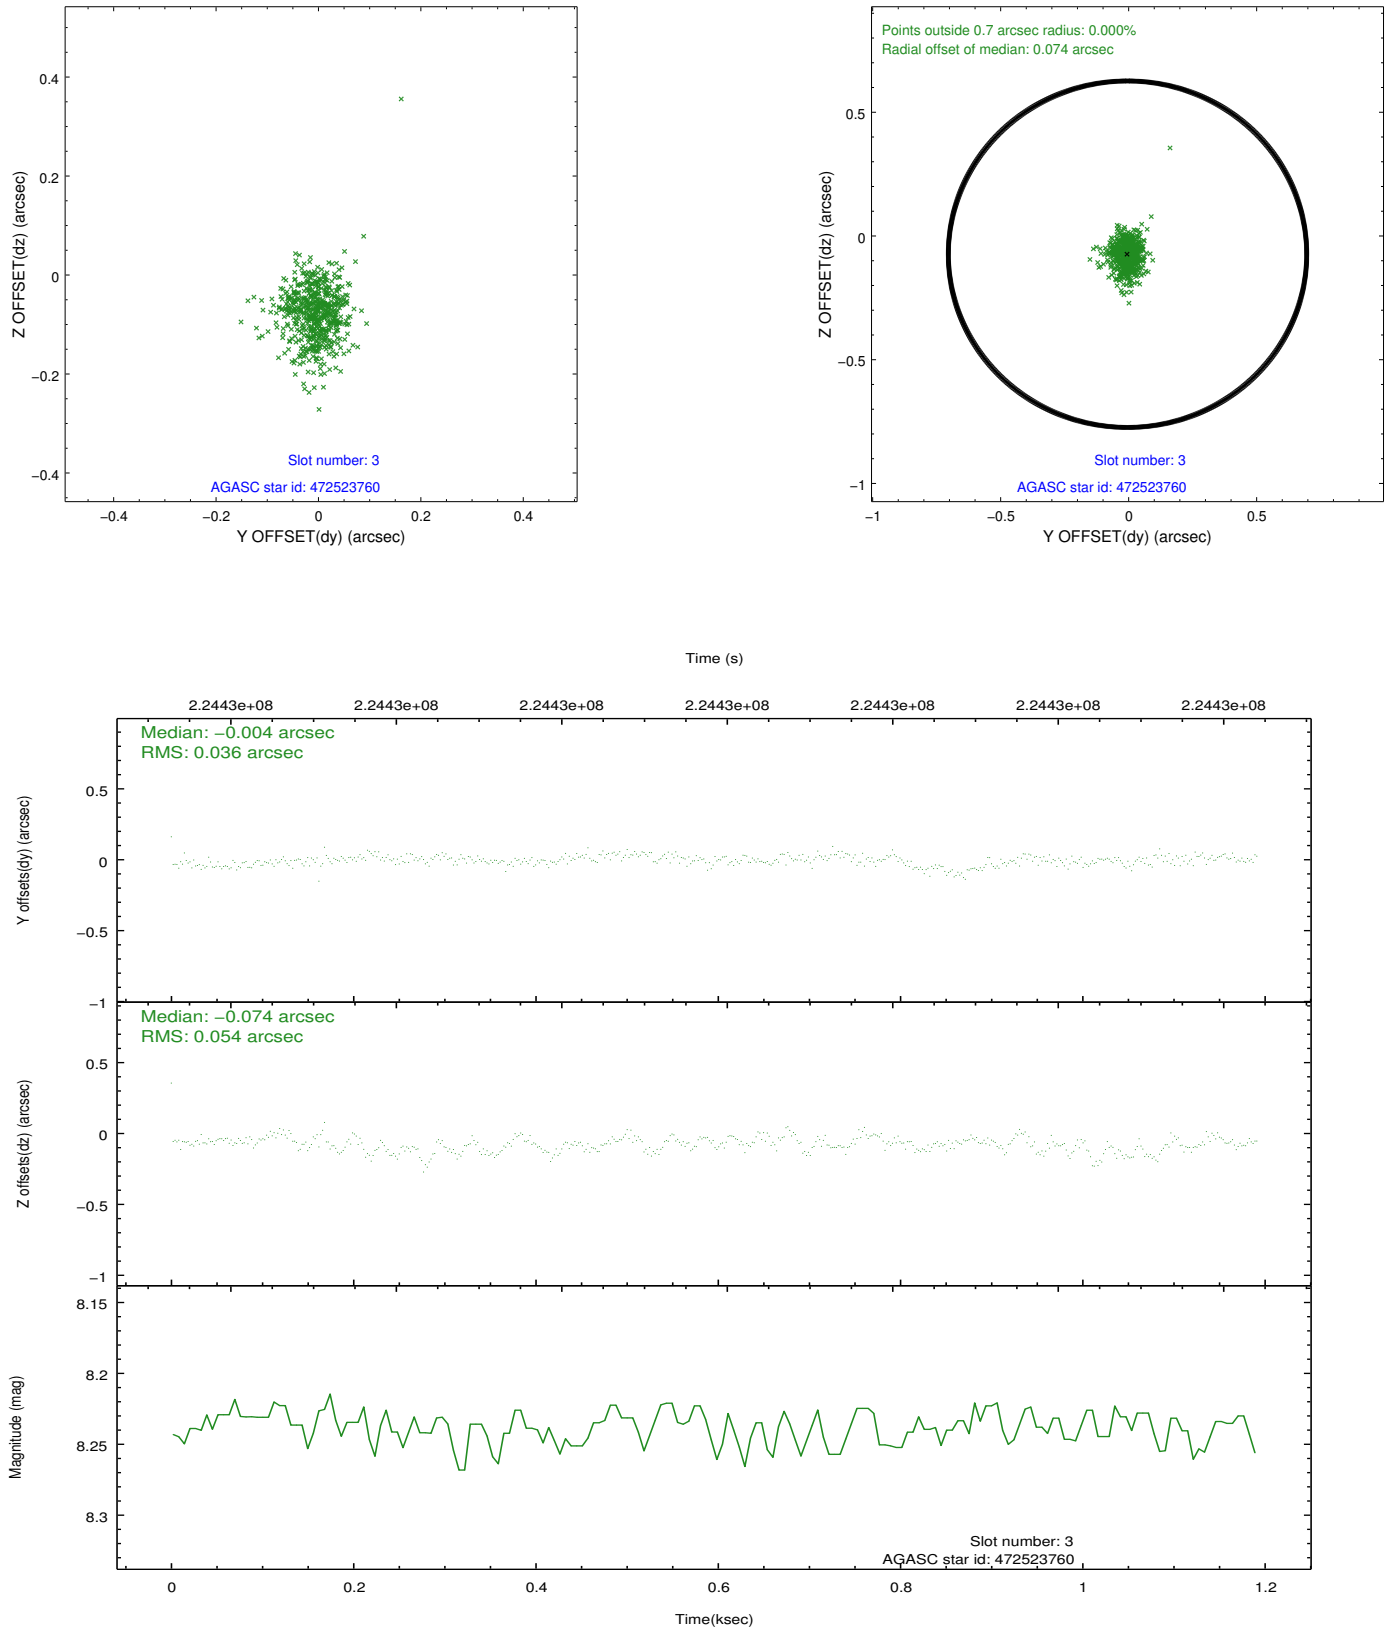 0.4
0.2
0
−0.2
−0.4
Z OFFSET(dz) (arcsec)
Slot number: 3
AGASC star id: 472523760
−0.4 −0.2 0 0.2 0.4
Y OFFSET(dy) (arcsec)
Points outside 0.7 arcsec radius: 0.000%
Radial offset of median: 0.074 arcsec
0.5
0
−0.5
−1
Z OFFSET(dz) (arcsec)
Slot number: 3
AGASC star id: 472523760
−1 −0.5 0 0.5
Y OFFSET(dy) (arcsec)
Time (s)
2.2443e+08 2.2443e+08 2.2443e+08 2.2443e+08 2.2443e+08 2.2443e+08 2.2443e+08
Median: −0.004 arcsec
RMS: 0.036 arcsec
0.5
0
−0.5
−1
Y offsets(dy) (arcsec)
Median: −0.074 arcsec
RMS: 0.054 arcsec
0.5
0
−0.5
−1
Z offsets(dz) (arcsec)
8.15
8.2
8.25
8.3
Magnitude (mag)
Slot number: 3
AGASC star id: 472523760
0 0.2 0.4 0.6 0.8 1 1.2
Time(ksec)